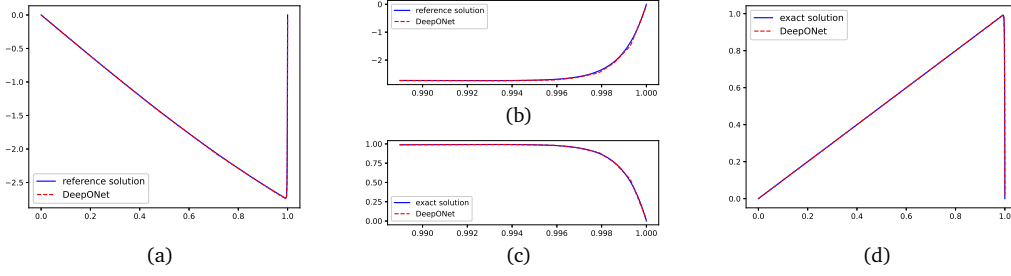 0.0
−0.5
−1.0
−1.5
−2.0
−2.5
reference solution
DeepONet
0.0 0.2 0.4 0.6 0.8 1.0
(a)
0
−1
−2
reference solution
DeepONet
0.990 0.992 0.994 0.996 0.998 1.000
(b)
1.00
0.75
0.50
0.25
0.00
exact solution
DeepONet
0.990 0.992 0.994 0.996 0.998 1.000
(c)
1.0
0.8
0.6
0.4
0.2
0.0
exact solution
DeepONet
0.0 0.2 0.4 0.6 0.8 1.0
(d)